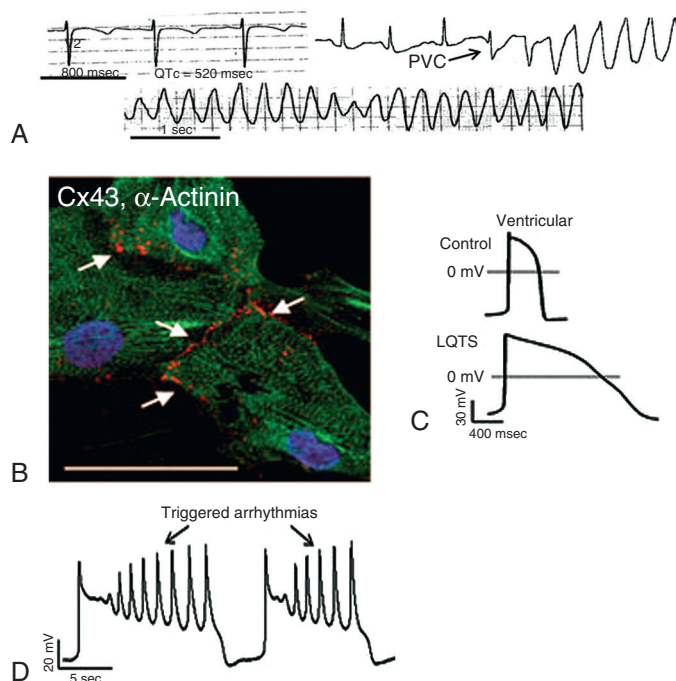 V2
800 msec
QTc = 520 msec
PVC
1 sec
A
Cx43, α-Actinin
B
Ventricular
Control
0 mV
LQTS
0 mV
30 mV
400 msec
C
Triggered arrhythmias
20 mV
5 sec
D